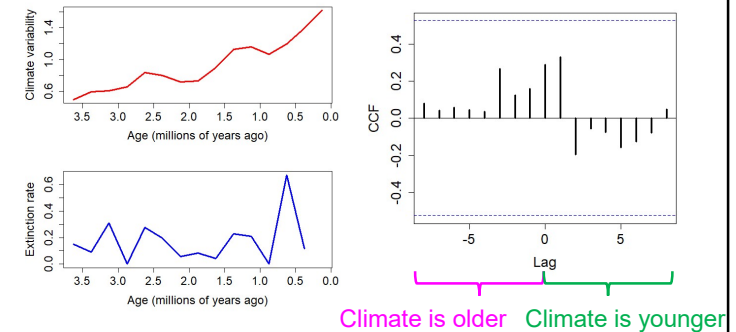 Climate variability
0.6 1.0 1.4
3.5 3.0 2.5 2.0 1.5 1.0 0.5 0.0
Age (millions of years ago)
Extinction rate
0.0 0.2 0.4 0.6
3.5 3.0 2.5 2.0 1.5 1.0 0.5 0.0
Age (millions of years ago)
CCF
-0.4 -0.2 0.0 0.2 0.4
-5 0 5
Lag
Climate is older Climate is younger